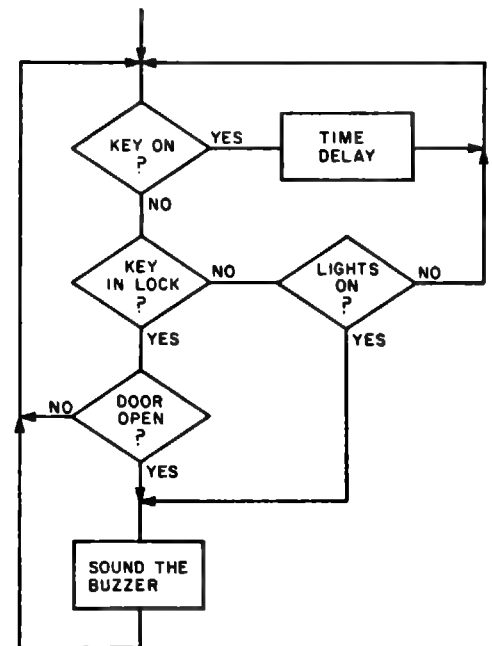 KEY ON
?
YES
TIME
DELAY
NO
KEY
IN LOCK
?
NO
LIGHTS
ON
?
NO
YES
YES
DOOR
OPEN
?
NO
YES
SOUND THE
BUZZER